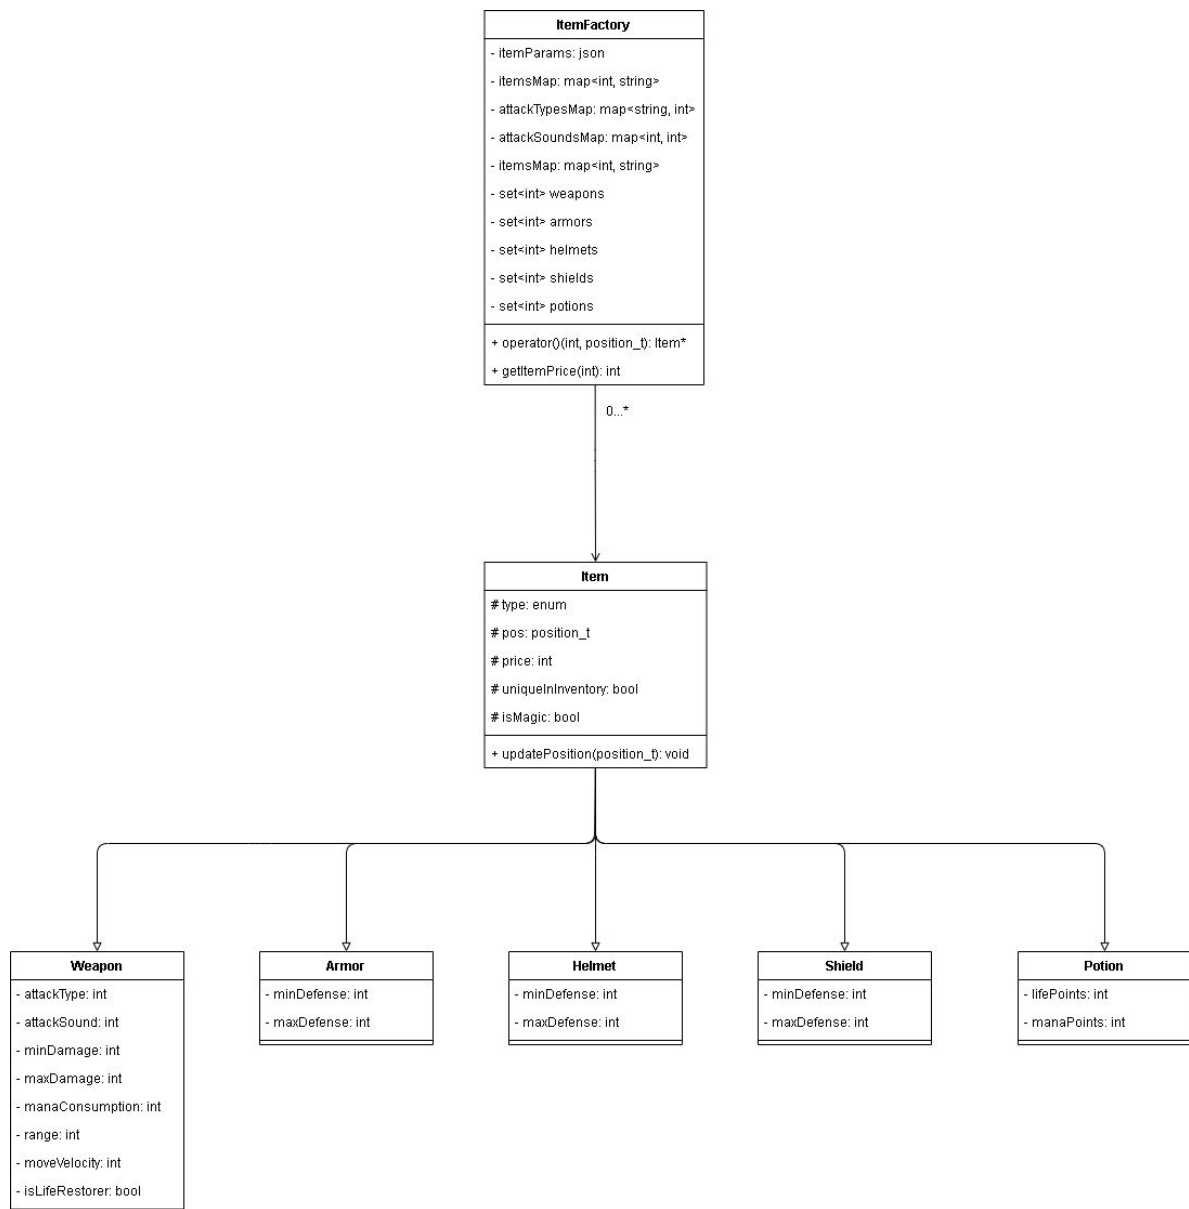 ItemFactory
- itemParams: json
- itemsMap: map<int, string>
- attackTypesMap: map<string, int>
- attackSoundsMap: map<int, int>
- itemsMap: map<int, string>
- set<int> weapons
- set<int> armors
- set<int> helmets
- set<int> shields
- set<int> potions
+ operator()(int, position_t): Item*
+ getItemPrice(int): int
0...*
Item
# type: enum
# pos: position_t
# price: int
# uniqueInInventory: bool
# isMagic: bool
+ updatePosition(position_t): void
Weapon
- attackType: int
- attackSound: int
- minDamage: int
- maxDamage: int
- manaConsumption: int
- range: int
- moveVelocity: int
- isLifeRestorer: bool
Armor
- minDefense: int
- maxDefense: int
Helmet
- minDefense: int
- maxDefense: int
Shield
- minDefense: int
- maxDefense: int
Potion
- lifePoints: int
- manaPoints: int